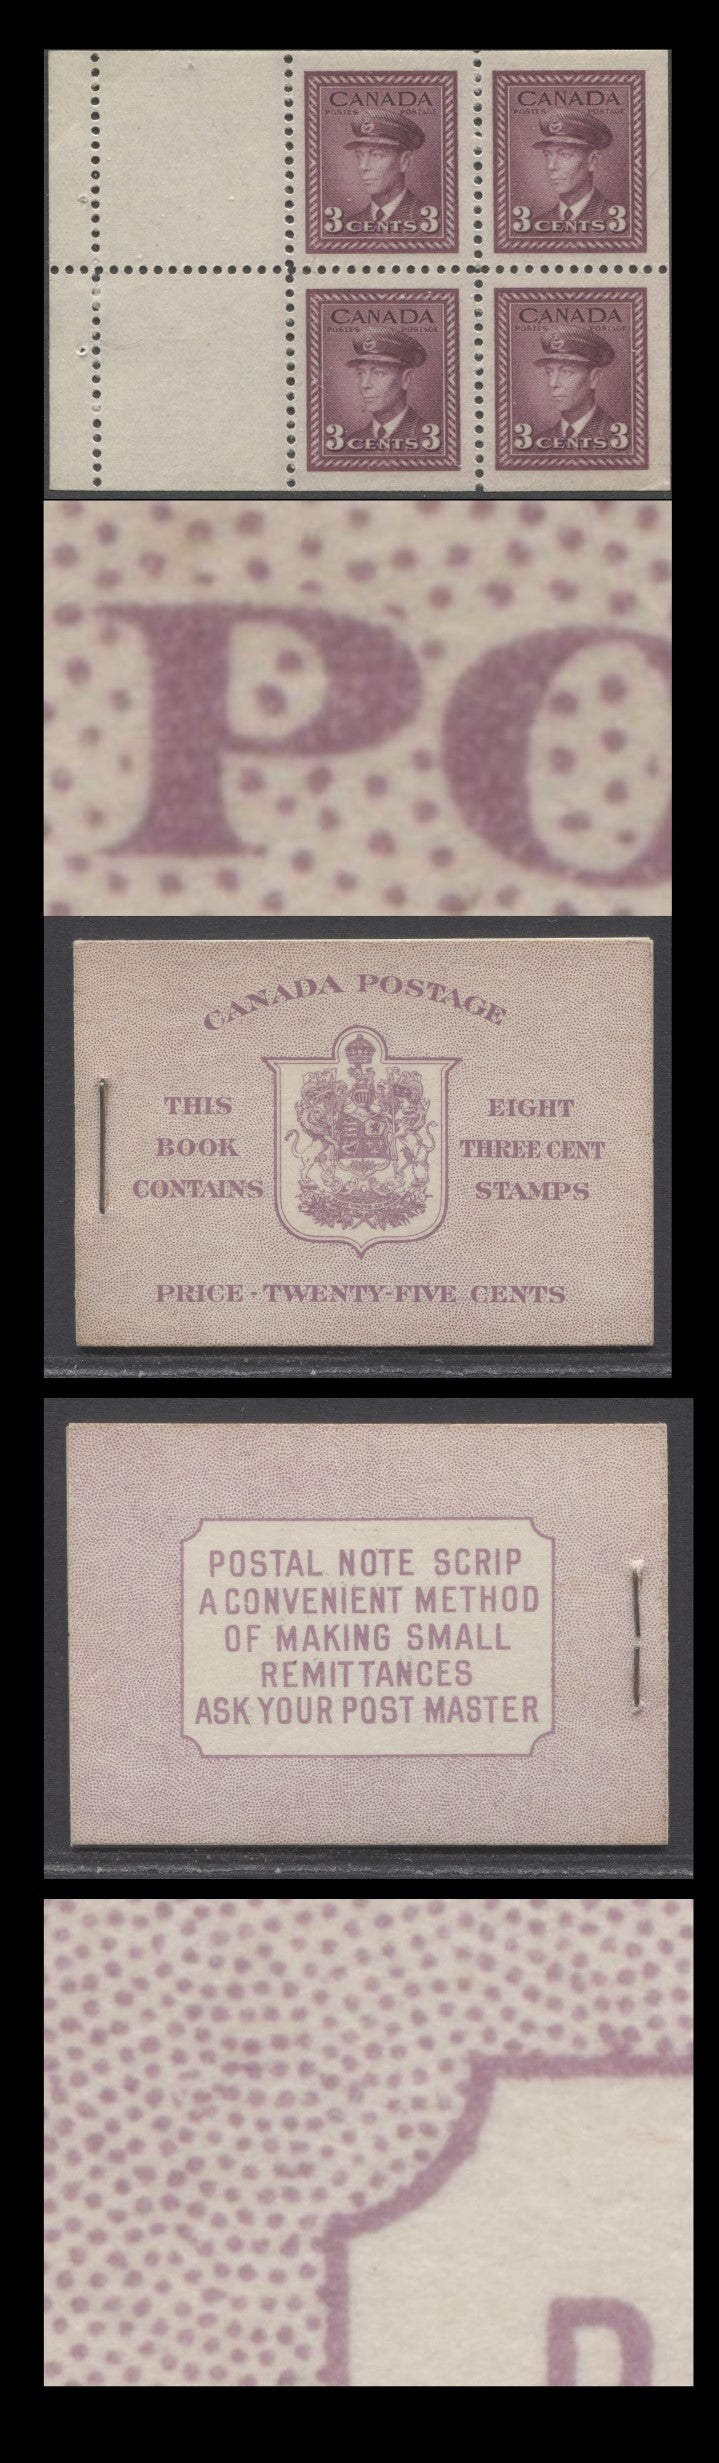 CANADA CANADA
POSTES POSTAGE POSTES POSTAGE
3 CENTS 3 3 CENTS 3
CANADA CANADA
POSTES POSTAGE POSTES POSTAGE
3 CENTS 3 3 CENTS 3
PO
CANADA POSTAGE
THIS EIGHT
BOOK THREE CENT
CONTAINS STAMPS
PRICE - TWENTY-FIVE CENTS
POSTAL NOTE SCRIP
A CONVENIENT METHOD
OF MAKING SMALL
REMITTANCES
ASK YOUR POST MASTER